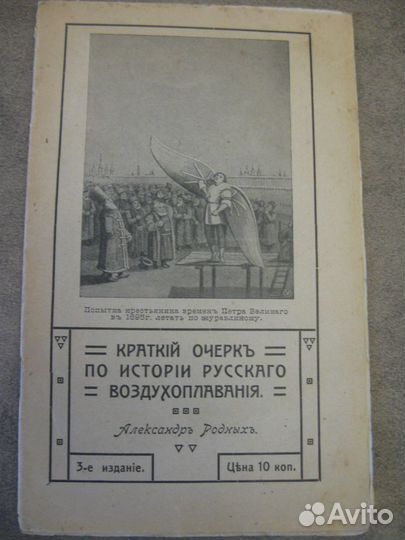 Попытка крестьянина временъ Петра Великаго
въ 1695г. летать по журавлиному.
КРАТКІЙ ОЧЕРКЪ
ПО ИСТОРІИ РУССКАГО
ВОЗДУХОПЛАВАНІЯ.
Александръ Родныхъ.
3-е изданіе.
Цѣна 10 коп.
Avito